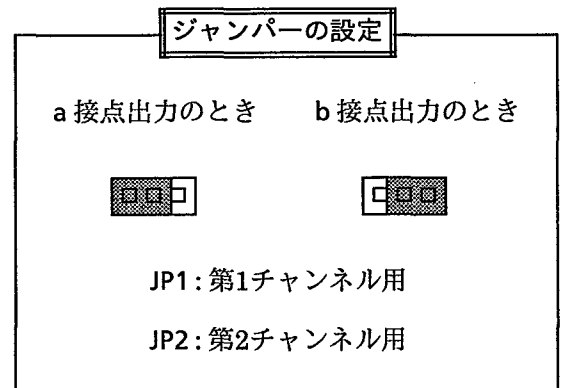 ジャンパーの設定
a 接点出力のとき
b 接点出力のとき
JP1 : 第1チャンネル用
JP2 : 第2チャンネル用